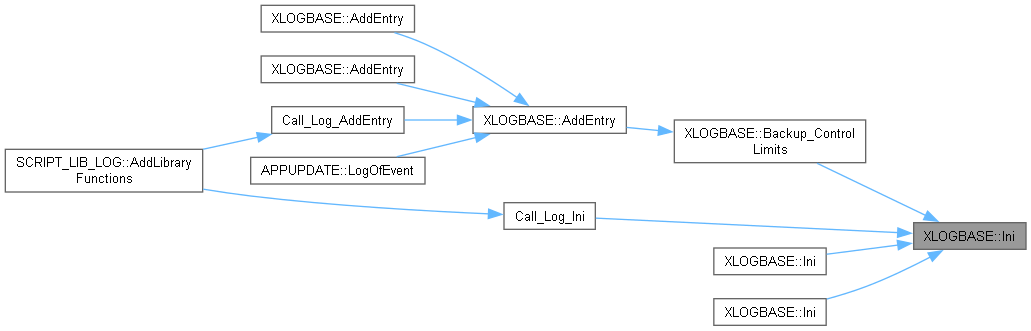 XLOGBASE::AddEntry
XLOGBASE::AddEntry
Call_Log_AddEntry
XLOGBASE::AddEntry
XLOGBASE::Backup_Control
Limits
SCRIPT_LIB_LOG::AddLibrary
Functions
APPUPDATE::LogOfEvent
Call_Log_Ini
XLOGBASE::Ini
XLOGBASE::Ini
XLOGBASE::Ini